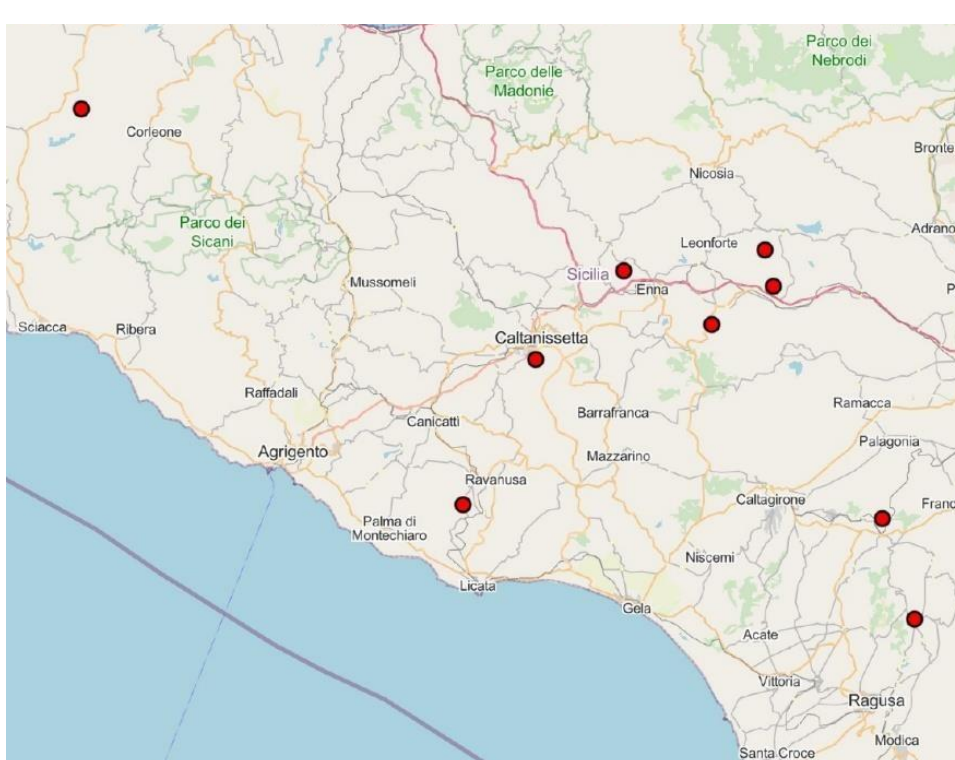 Parco dei
Nebrodi
Parco delle
Madonie
Corleone
Bronte
Nicosia
Parco dei
Sicani
Adrano
Leonforte
Sicilia
Mussomeli
Enna
P
Sciacca
Ribera
Caltanissetta
Raffadali
Ramacca
Barrafranca
Canicattì
Palagonia
Agrigento
Mazzarino
Ravanusa
Caltagirone
Franc
Palma di
Montechiaro
Niscemi
Licata
Gela
Acate
Vittoria
Ragusa
Modica
Santa Croce